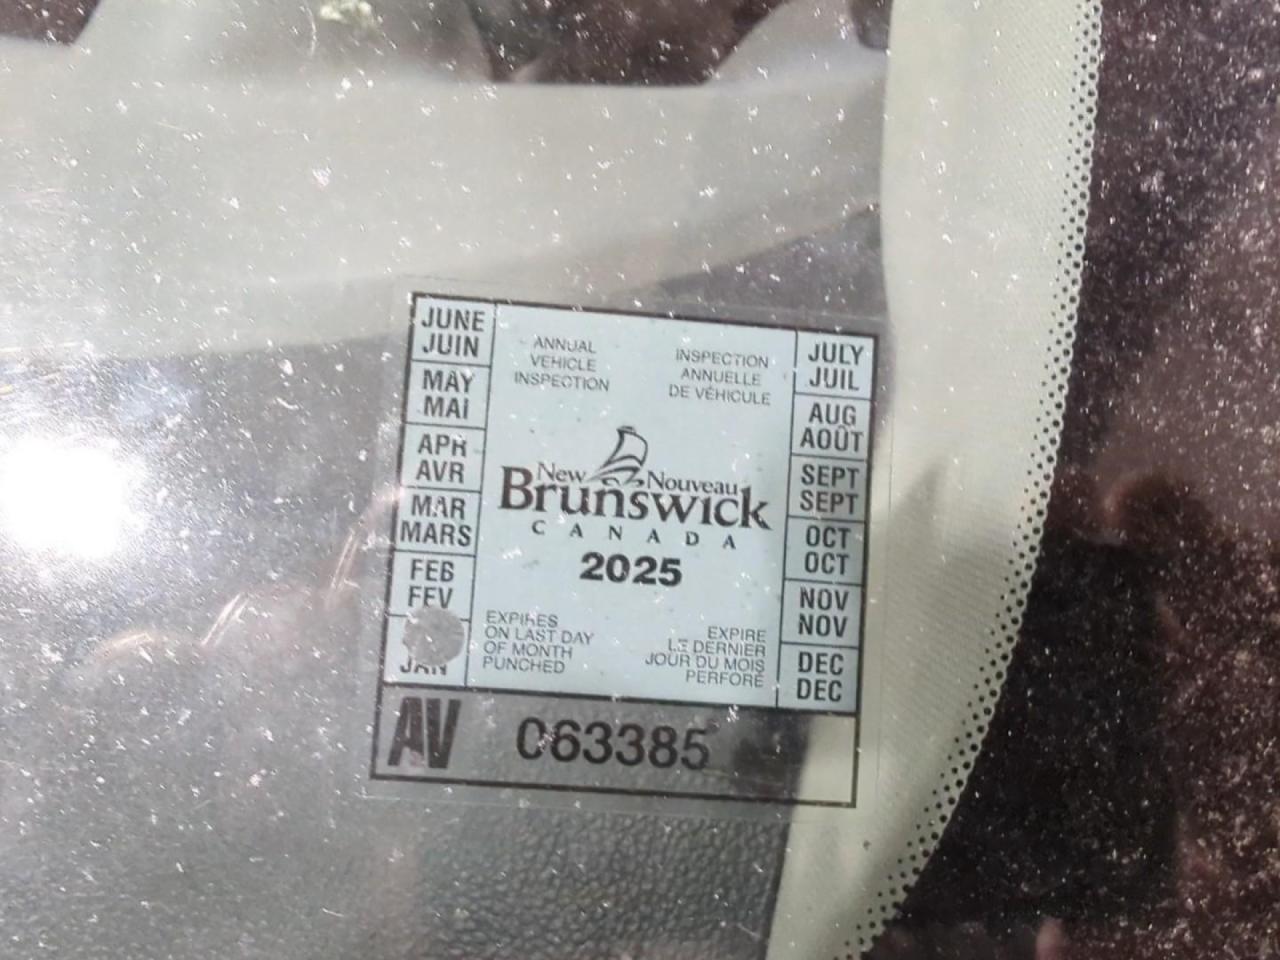 JUNE
JUIN
MAY
MAI
APR
AVR
MAR
MARS
FEB
FEV
JAN
ANNUAL
VEHICLE
INSPECTION
INSPECTION
ANNUELLE
DE VÉHICULE
New Nouveau
Brunswick
CANADA
2025
EXPIRES
ON LAST DAY
OF MONTH
PUNCHED
EXPIRE
LE DERNIER
JOUR DU MOIS
PERFORÉ
JULY
JUIL
AUG
AOÛT
SEPT
SEPT
OCT
OCT
NOV
NOV
DEC
DEC
AV 063385